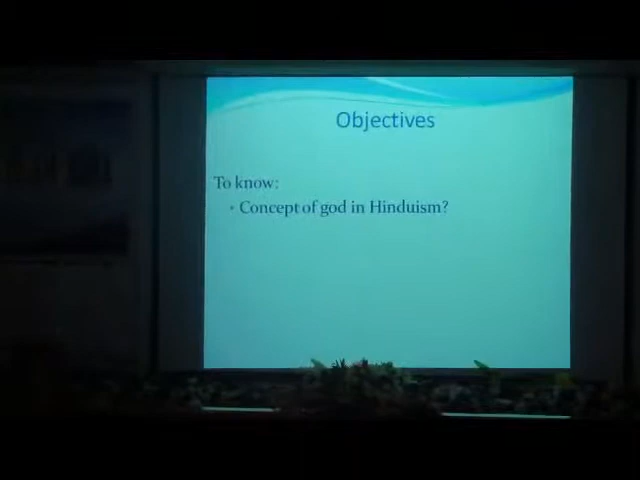 Objectives
To know:
• Concept of god in Hinduism?